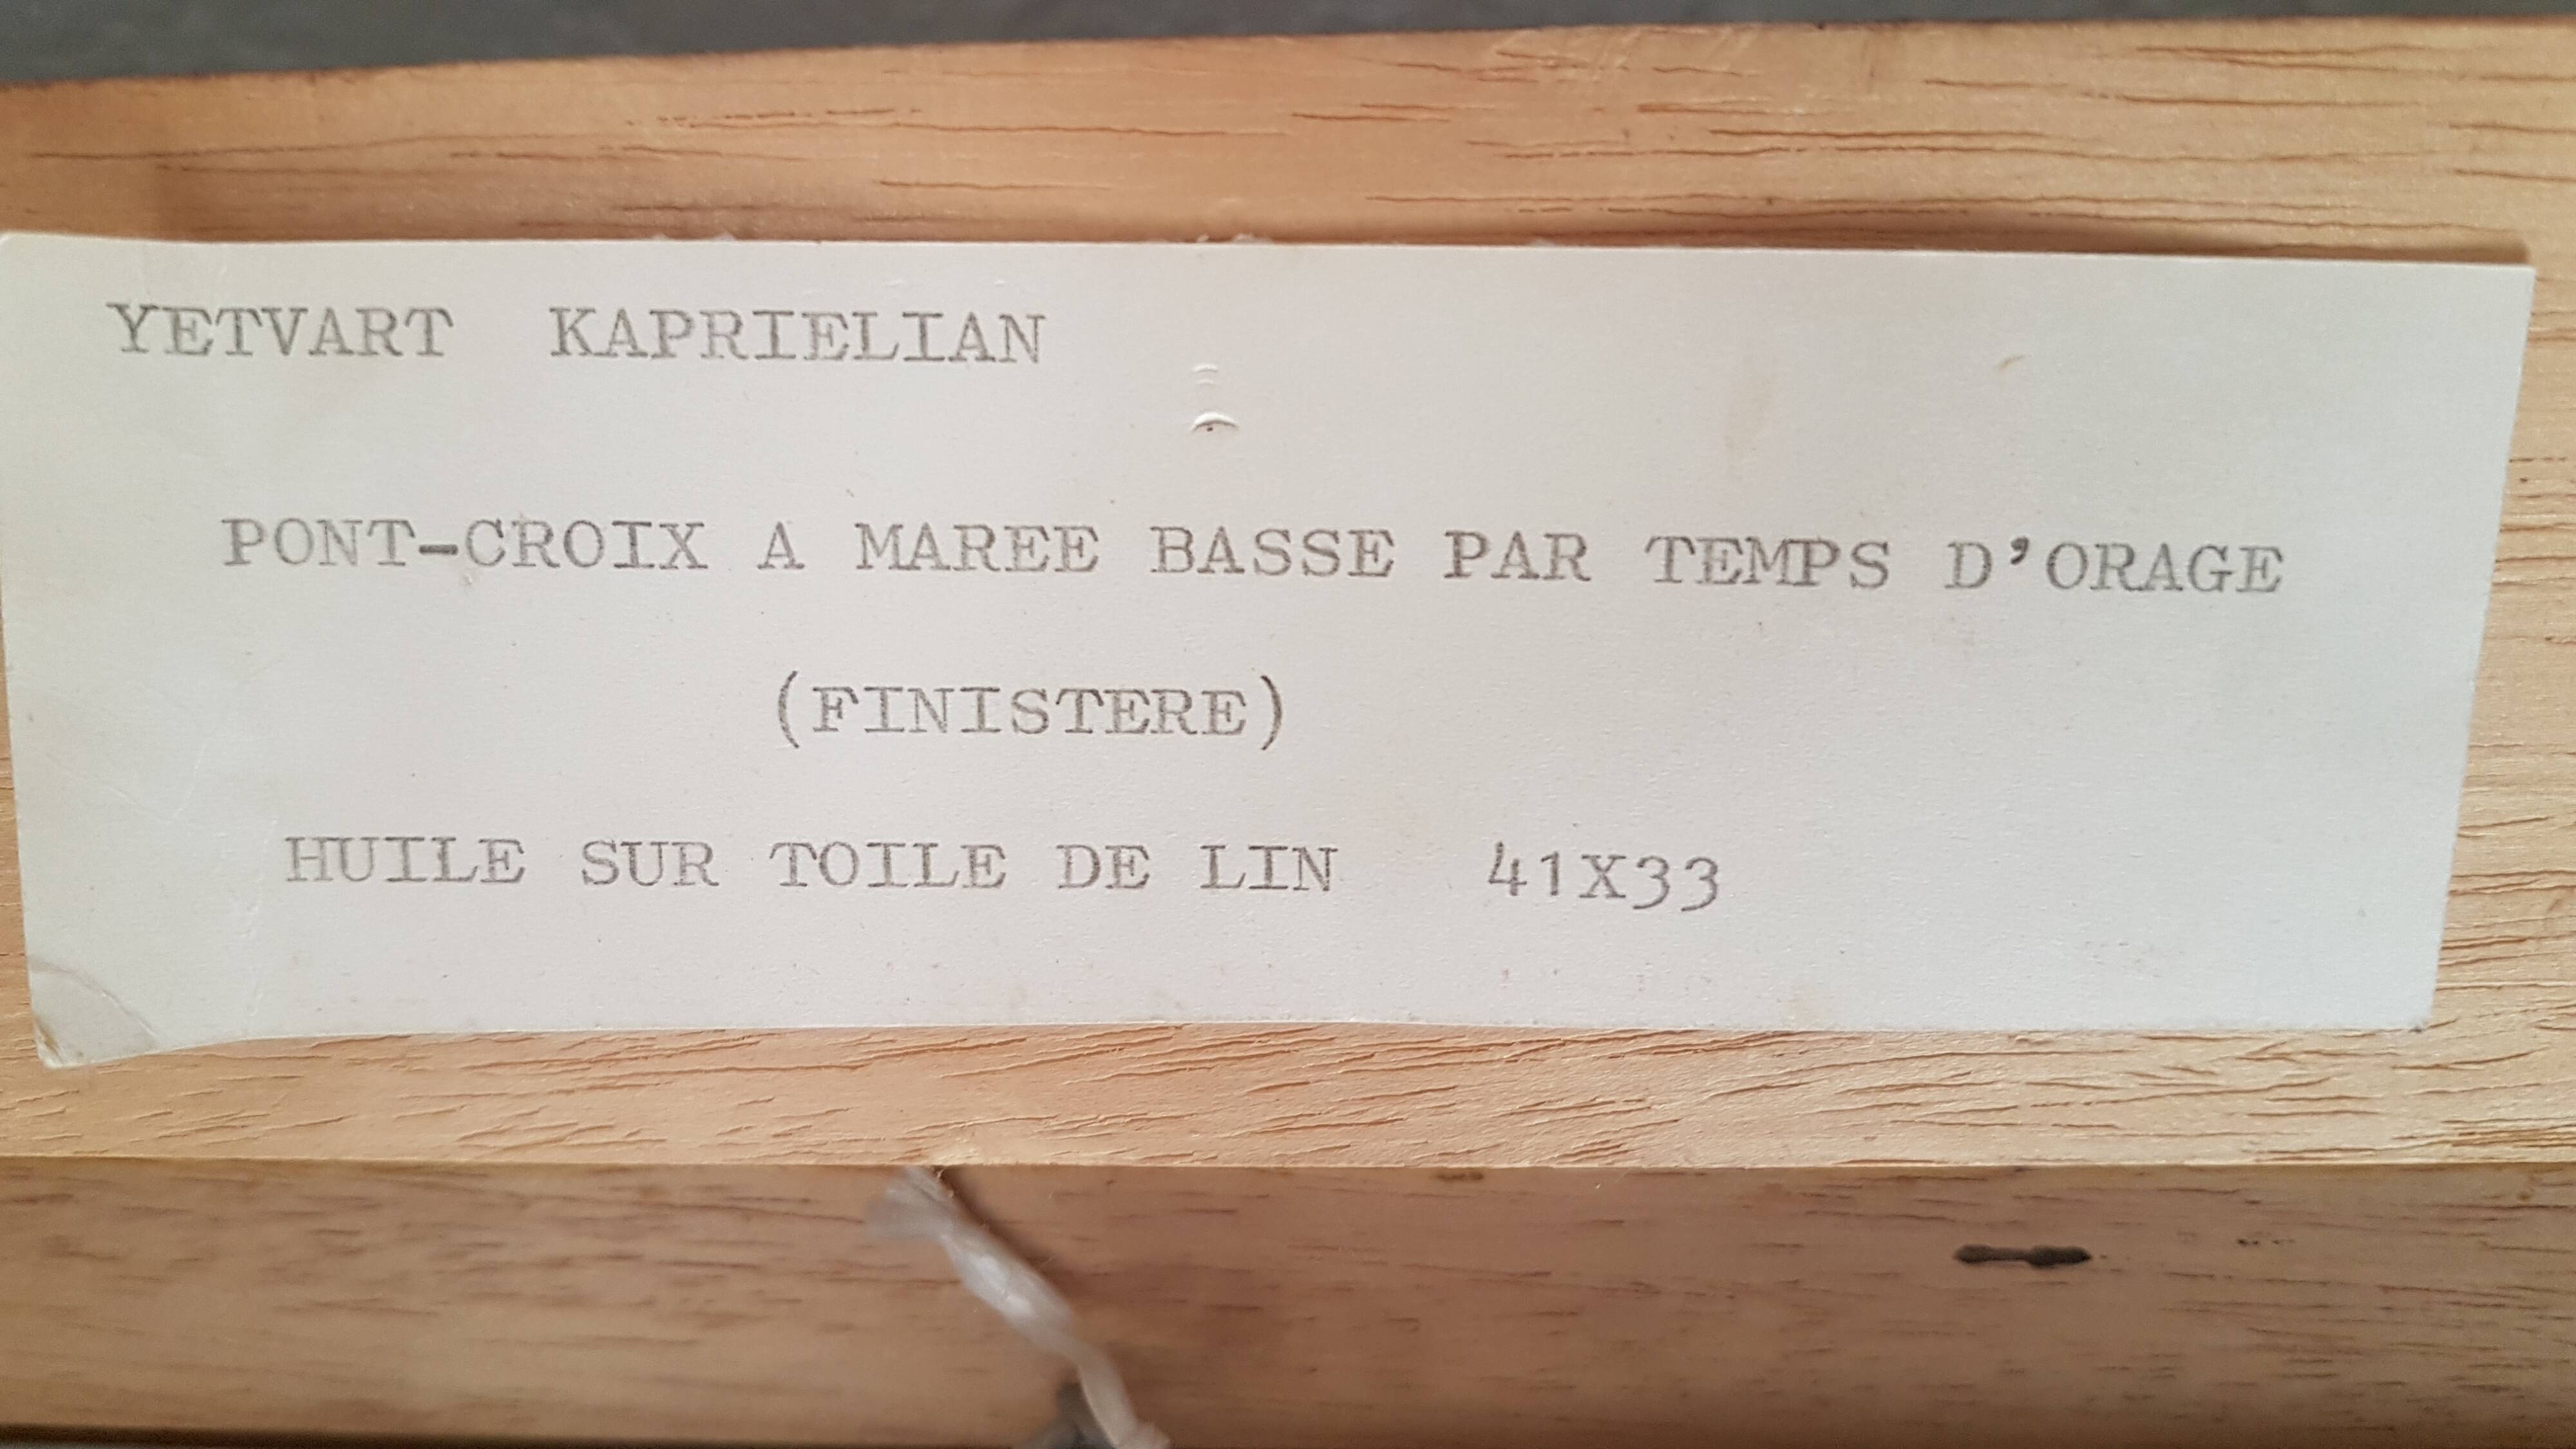 YETVART KAPRIELIAN
PONT-CROIX A MAREE BASSE PAR TEMPS D'ORAGE
(FINISTERE)
HUILE SUR TOILE DE LIN 41X33